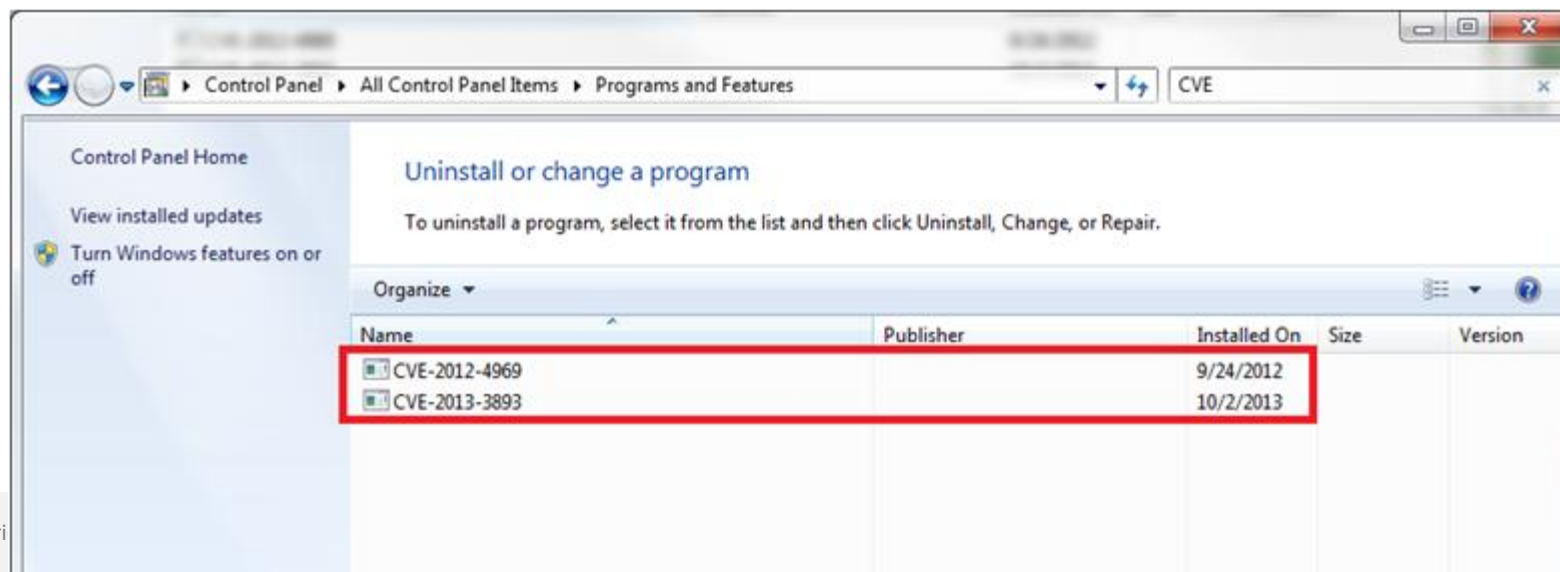 Control Panel All Control Panel Items Programs and Features CVE
Control Panel Home
View installed updates
Turn Windows features on or
off
Uninstall or change a program
To uninstall a program, select it from the list and then click Uninstall, Change, or Repair.
Organize
Name Publisher Installed On Size Version
CVE-2012-4969 9/24/2012
CVE-2013-3893 10/2/2013